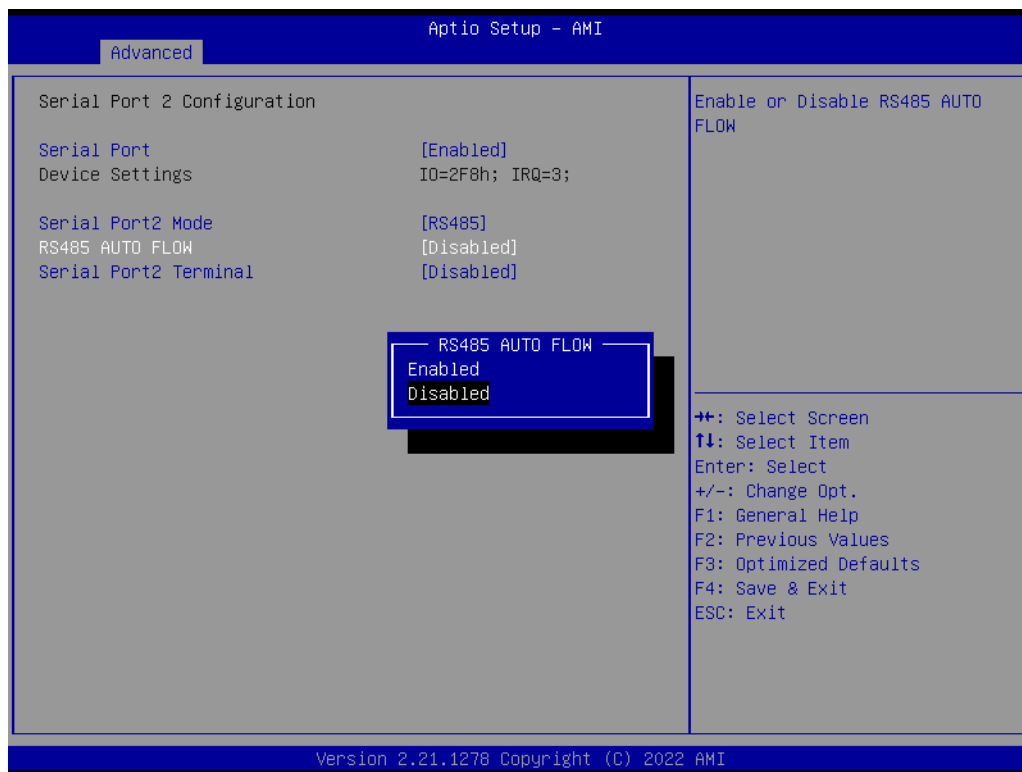 Aptio Setup – AMI
Advanced
Serial Port 2 Configuration
Serial Port [Enabled]
Device Settings IO=2F8h; IRQ=3;
Serial Port2 Mode [RS485]
RS485 AUTO FLOW [Disabled]
Serial Port2 Terminal [Disabled]
RS485 AUTO FLOW
Enabled
Disabled
Enable or Disable RS485 AUTO
FLOW
→←: Select Screen
↑↓: Select Item
Enter: Select
+/-: Change Opt.
F1: General Help
F2: Previous Values
F3: Optimized Defaults
F4: Save & Exit
ESC: Exit
Version 2.21.1278 Copyright (C) 2022 AMI